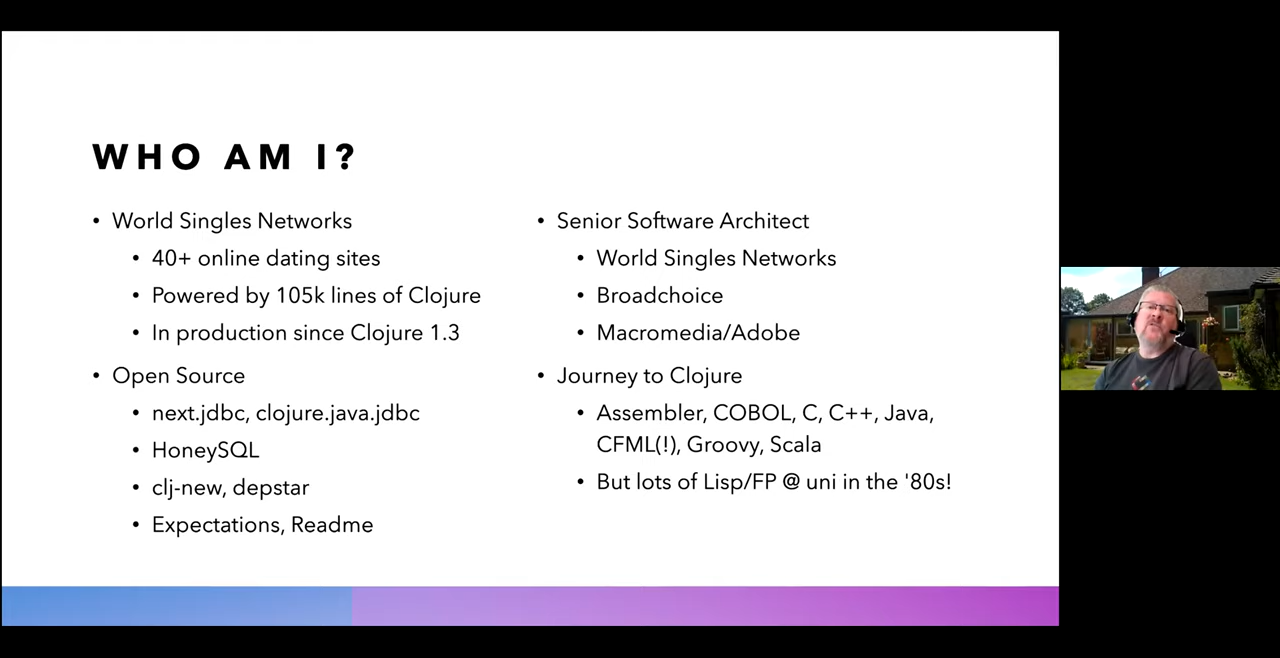 WHO AM I?
• World Singles Networks
• 40+ online dating sites
• Powered by 105k lines of Clojure
• In production since Clojure 1.3
• Open Source
• next.jdbc, clojure.java.jdbc
• HoneySQL
• clj-new, depstar
• Expectations, Readme
• Senior Software Architect
• World Singles Networks
• Broadchoice
• Macromedia/Adobe
• Journey to Clojure
• Assembler, COBOL, C, C++, Java,
CFML(!), Groovy, Scala
• But lots of Lisp/FP @ uni in the '80s!